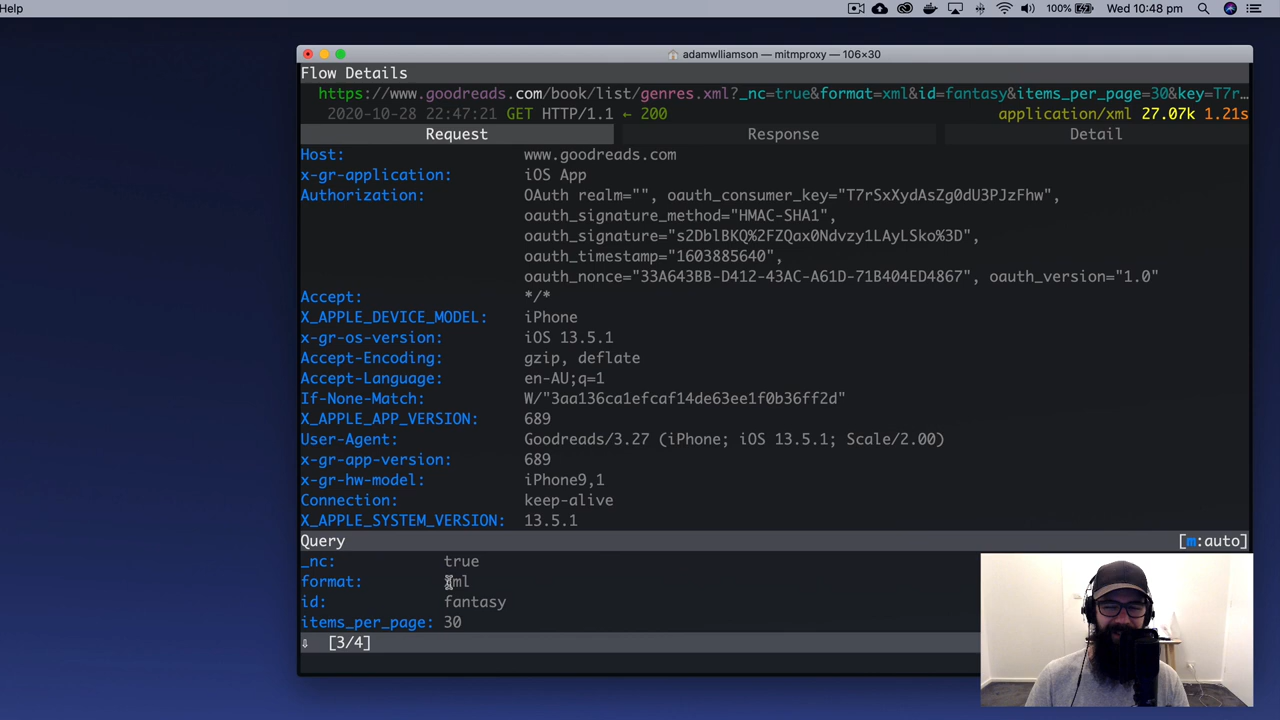 Help
100%
Wed 10:48 pm
adamwlliamson — mitmproxy — 106×30
Flow Details
https://www.goodreads.com/book/list/genres.xml?_nc=true&format=xml&id=fantasy&items_per_page=30&key=T7r…
2020-10-28 22:47:21 GET HTTP/1.1 ← 200 application/xml 27.07k 1.21s
Request Response Detail
Host: www.goodreads.com
x-gr-application: iOS App
Authorization: OAuth realm="", oauth_consumer_key="T7rSxXydAsZg0dU3PJzFhw",
oauth_signature_method="HMAC-SHA1",
oauth_signature="s2DblBKQ%2FZQax0Ndvzy1LAyLSko%3D",
oauth_timestamp="1603885640",
oauth_nonce="33A643BB-D412-43AC-A61D-71B404ED4867", oauth_version="1.0"
Accept: */*
X_APPLE_DEVICE_MODEL: iPhone
x-gr-os-version: iOS 13.5.1
Accept-Encoding: gzip, deflate
Accept-Language: en-AU;q=1
If-None-Match: W/"3aa136ca1efcaf14de63ee1f0b36ff2d"
X_APPLE_APP_VERSION: 689
User-Agent: Goodreads/3.27 (iPhone; iOS 13.5.1; Scale/2.00)
x-gr-app-version: 689
x-gr-hw-model: iPhone9,1
Connection: keep-alive
X_APPLE_SYSTEM_VERSION: 13.5.1
Query [m:auto]
_nc: true
format: xml
id: fantasy
items_per_page: 30
⇩ [3/4]